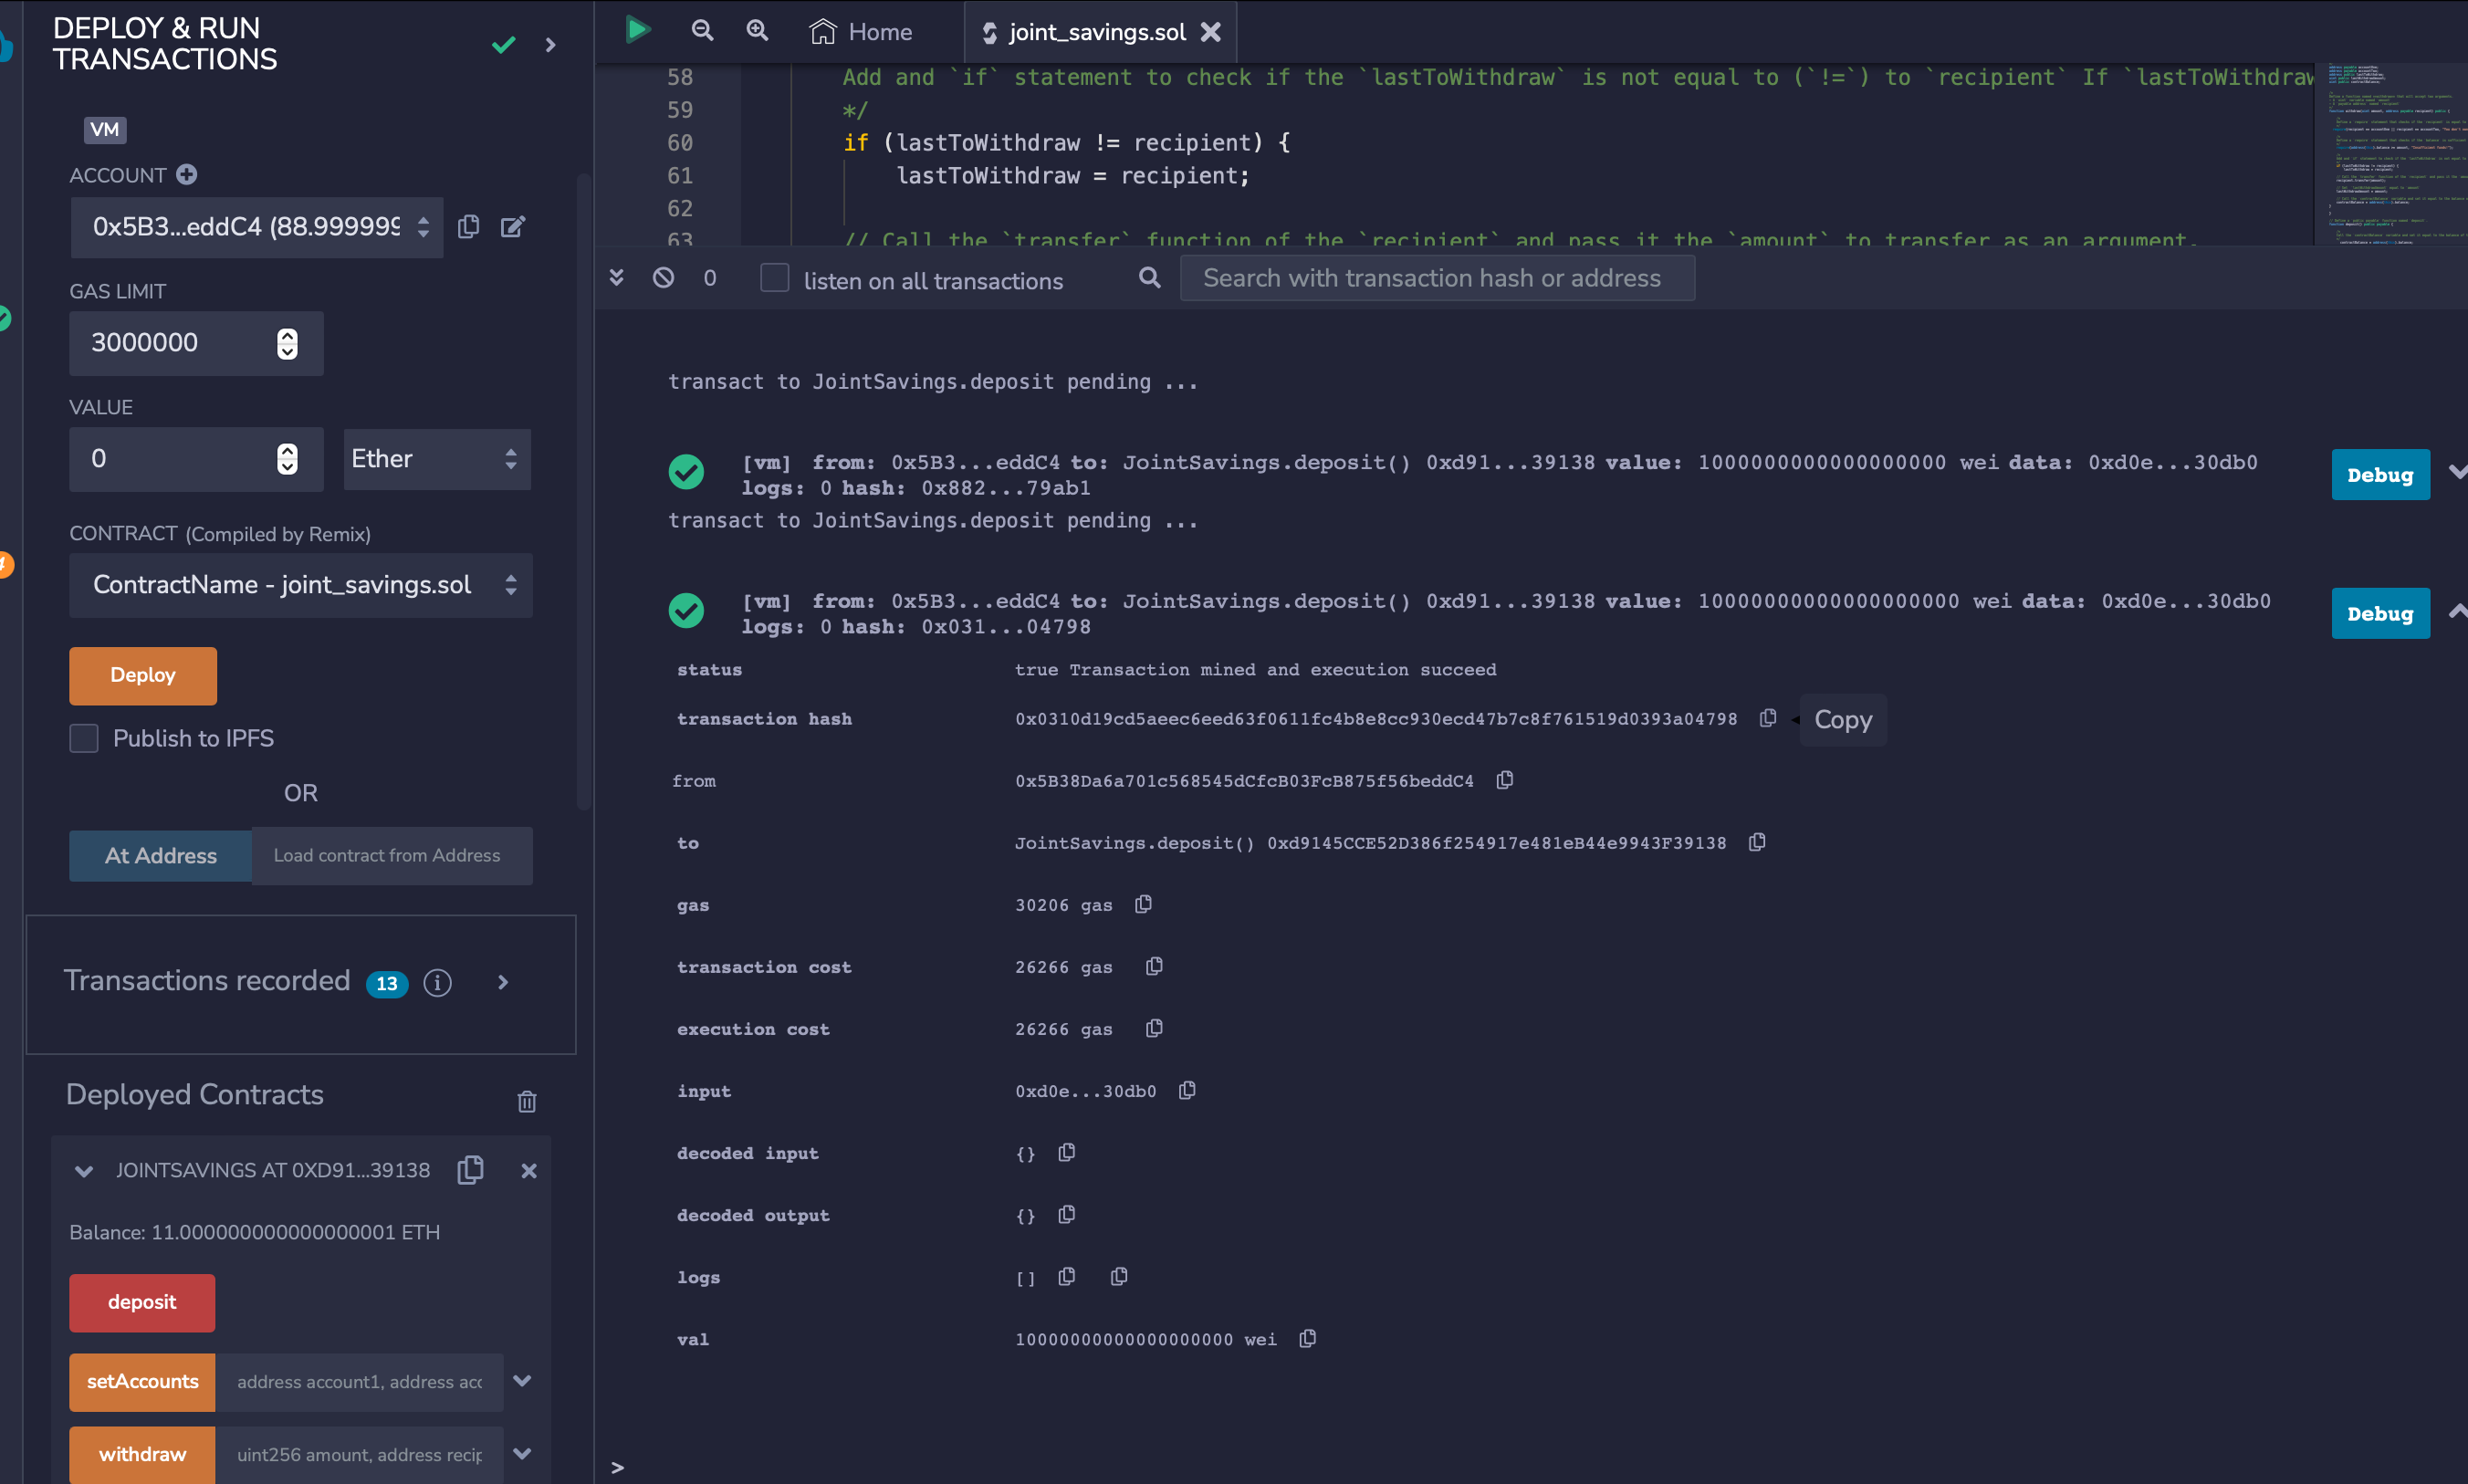 DEPLOY & RUN
TRANSACTIONS
VM
ACCOUNT
0x5B3...eddC4 (88.999999
GAS LIMIT
3000000
VALUE
0
Ether
CONTRACT (Compiled by Remix)
ContractName - joint_savings.sol
Deploy
Publish to IPFS
OR
At Address
Load contract from Address
Transactions recorded 13 i
Deployed Contracts
JOINTSAVINGS AT 0XD91...39138
Balance: 11.000000000000000001 ETH
deposit
setAccounts
address account1, address acc
withdraw
uint256 amount, address recip
Home
joint_savings.sol
58 Add and `if` statement to check if the `lastToWithdraw` is not equal to (`!=`) to `recipient` If `lastToWithdraw
59 */
60 if (lastToWithdraw != recipient) {
61 lastToWithdraw = recipient;
62
63 // Call the `transfer` function of the `recipient` and pass it the `amount` to transfer as an argument.
0
listen on all transactions
Search with transaction hash or address
transact to JointSavings.deposit pending ...
[vm] from: 0x5B3...eddC4 to: JointSavings.deposit() 0xd91...39138 value: 1000000000000000000 wei data: 0xd0e...30db0
logs: 0 hash: 0x882...79ab1
Debug
transact to JointSavings.deposit pending ...
[vm] from: 0x5B3...eddC4 to: JointSavings.deposit() 0xd91...39138 value: 10000000000000000000 wei data: 0xd0e...30db0
logs: 0 hash: 0x031...04798
Debug
status true Transaction mined and execution succeed
transaction hash 0x0310d19cd5aeec6eed63f0611fc4b8e8cc930ecd47b7c8f761519d0393a04798
Copy
from 0x5B38Da6a701c568545dCfcB03FcB875f56beddC4
to JointSavings.deposit() 0xd9145CCE52D386f254917e481eB44e9943F39138
gas 30206 gas
transaction cost 26266 gas
execution cost 26266 gas
input 0xd0e...30db0
decoded input {}
decoded output {}
logs []
val 10000000000000000000 wei
>